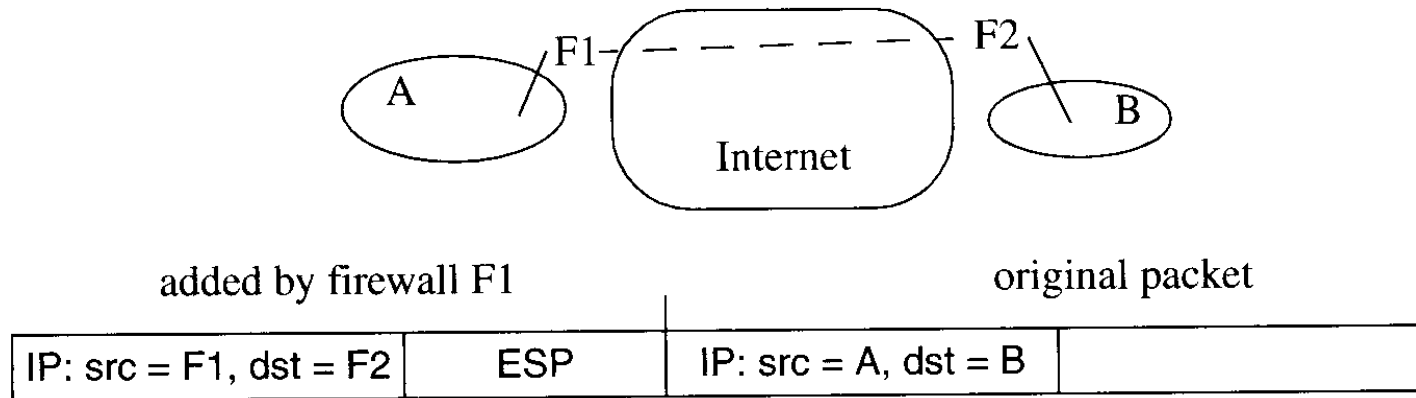 A
F1
F2
B
Internet
added by firewall F1
original packet
IP: src = F1, dst = F2
ESP
IP: src = A, dst = B